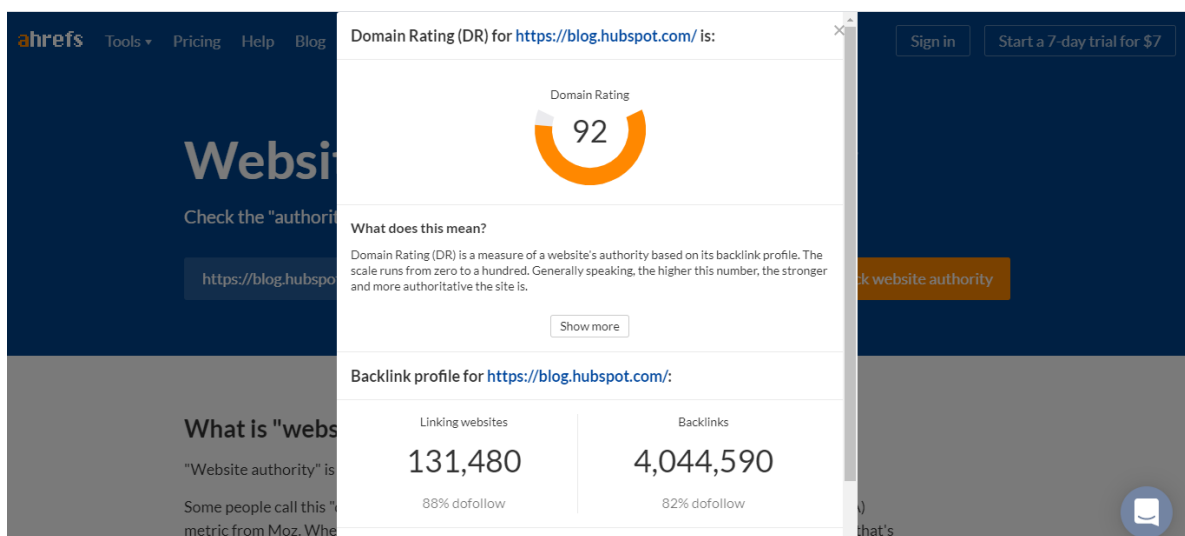 ahrefs Tools Pricing Help Blog Sign in Start a 7-day trial for $7
Domain Rating (DR) for https://blog.hubspot.com/ is:
Domain Rating
92
Websi
Check the "authorit
What does this mean?
Domain Rating (DR) is a measure of a website's authority based on its backlink profile. The
scale runs from zero to a hundred. Generally speaking, the higher this number, the stronger
and more authoritative the site is.
https://blog.hubspo
ck website authority
Show more
Backlink profile for https://blog.hubspot.com/:
Linking websites
131,480
88% dofollow
Backlinks
4,044,590
82% dofollow
What is "webs
"Website authority" is
Some people call this "
A)
metric from Moz. Whe
that's